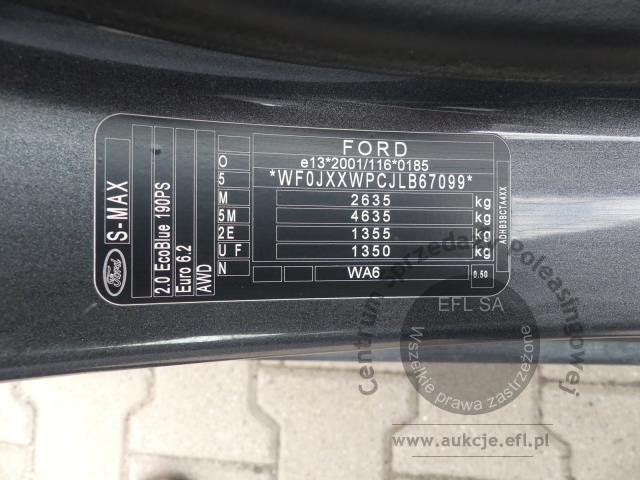 FORD
e13*2001/116*0185
*WF0JXXWPCJLB67099*
2635 kg
4635 kg
1355 kg
1350 kg
WA6 0.50
O
5
M
5M
2E
U F
N
Ford
S-MAX
2.0 EcoBlue 190PS
Euro 6.2
AWD
ADHB3BCTA4XX
Centrum Sprzedaży Poleasingowej
EFL SA
Wszelkie prawa zastrzeżone
www.aukcje.efl.pl